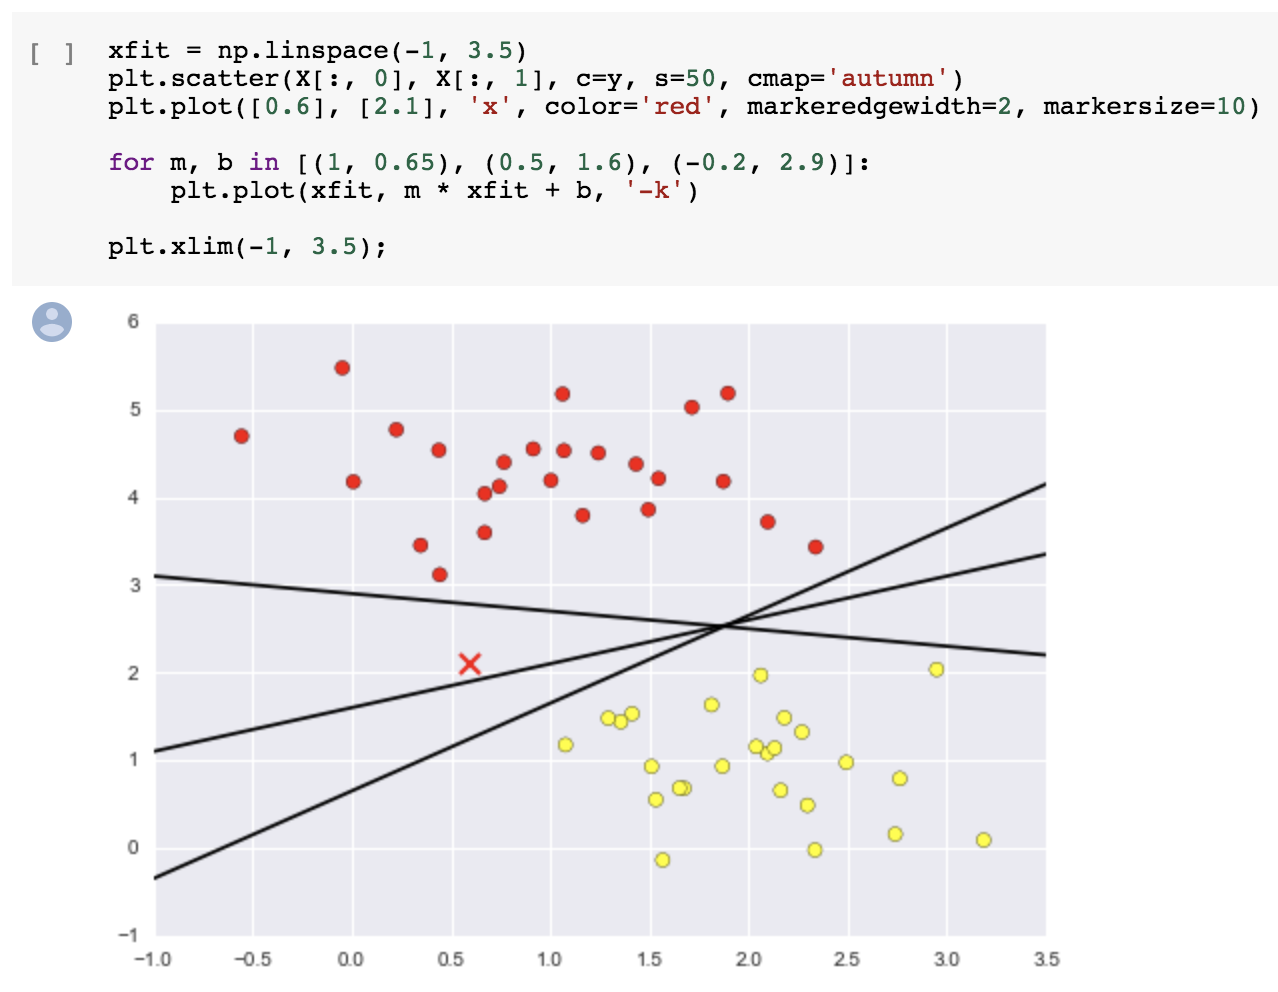 [ ] xfit = np.linspace(-1, 3.5)
plt.scatter(X[:, 0], X[:, 1], c=y, s=50, cmap='autumn')
plt.plot([0.6], [2.1], 'x', color='red', markeredgewidth=2, markersize=10)
for m, b in [(1, 0.65), (0.5, 1.6), (-0.2, 2.9)]:
    plt.plot(xfit, m * xfit + b, '-k')
plt.xlim(-1, 3.5);
6
5
4
3
2
1
0
−1
−1.0 −0.5 0.0 0.5 1.0 1.5 2.0 2.5 3.0 3.5